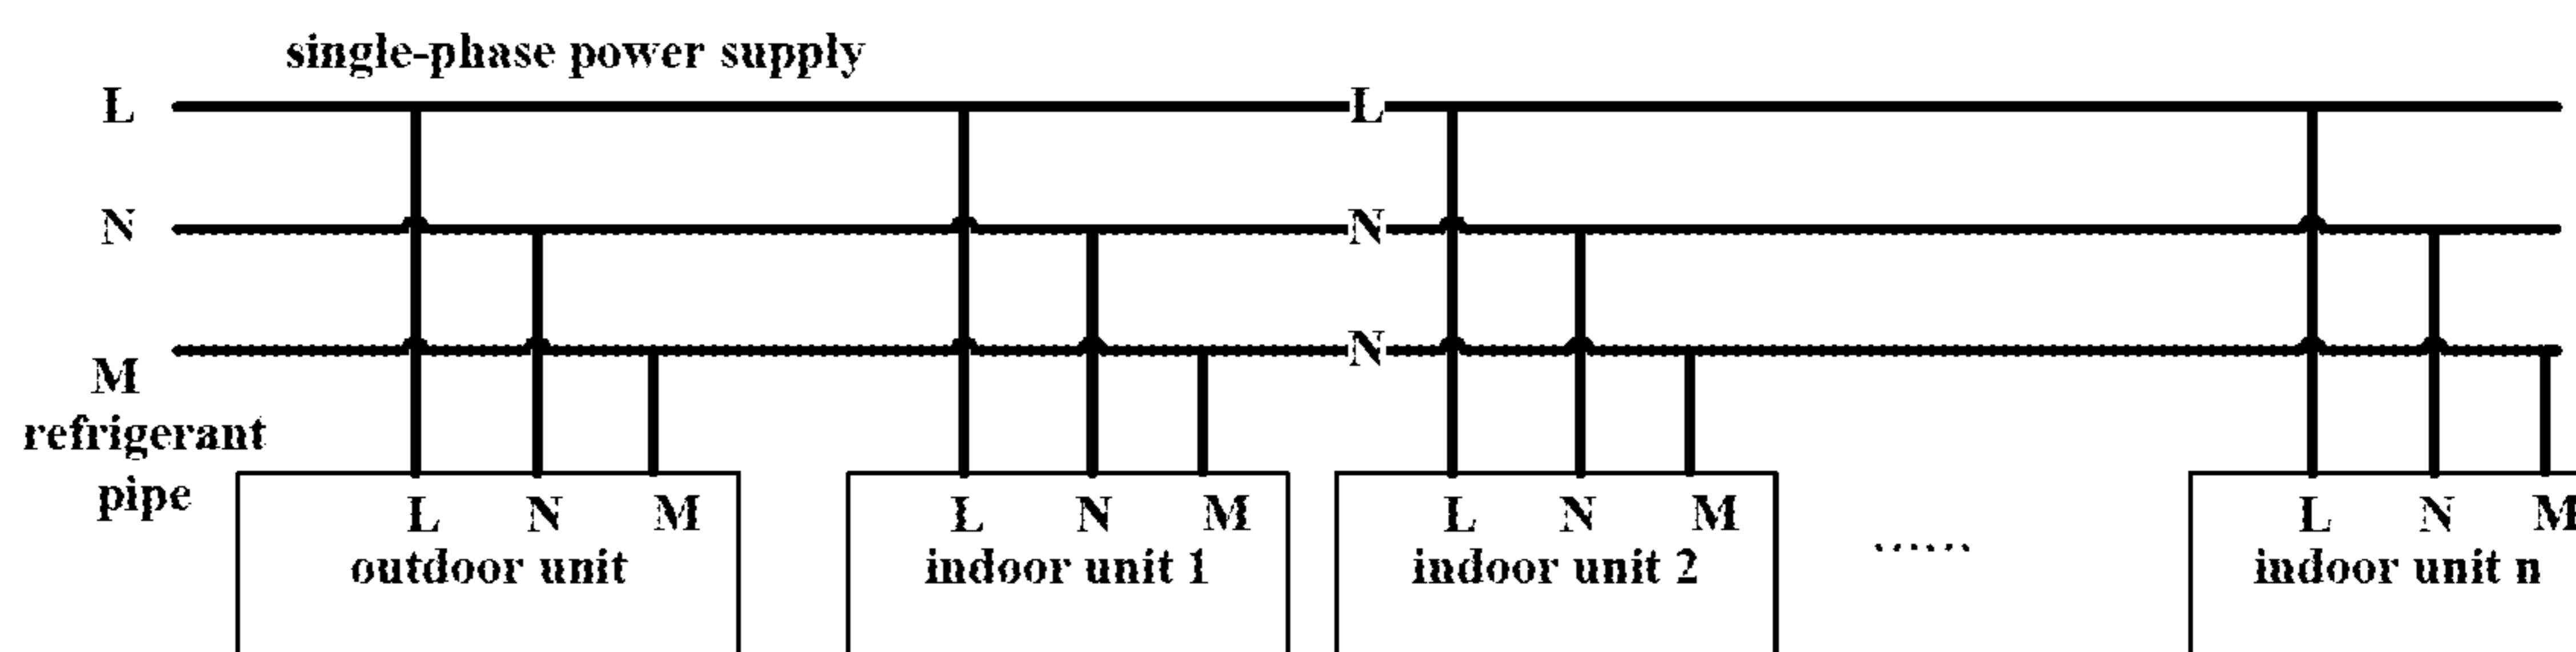 single-phase power supply
L L
N N
M N
refrigerant
pipe
L N M L N M L N M L N M
outdoor unit indoor unit 1 indoor unit 2 ...... indoor unit n